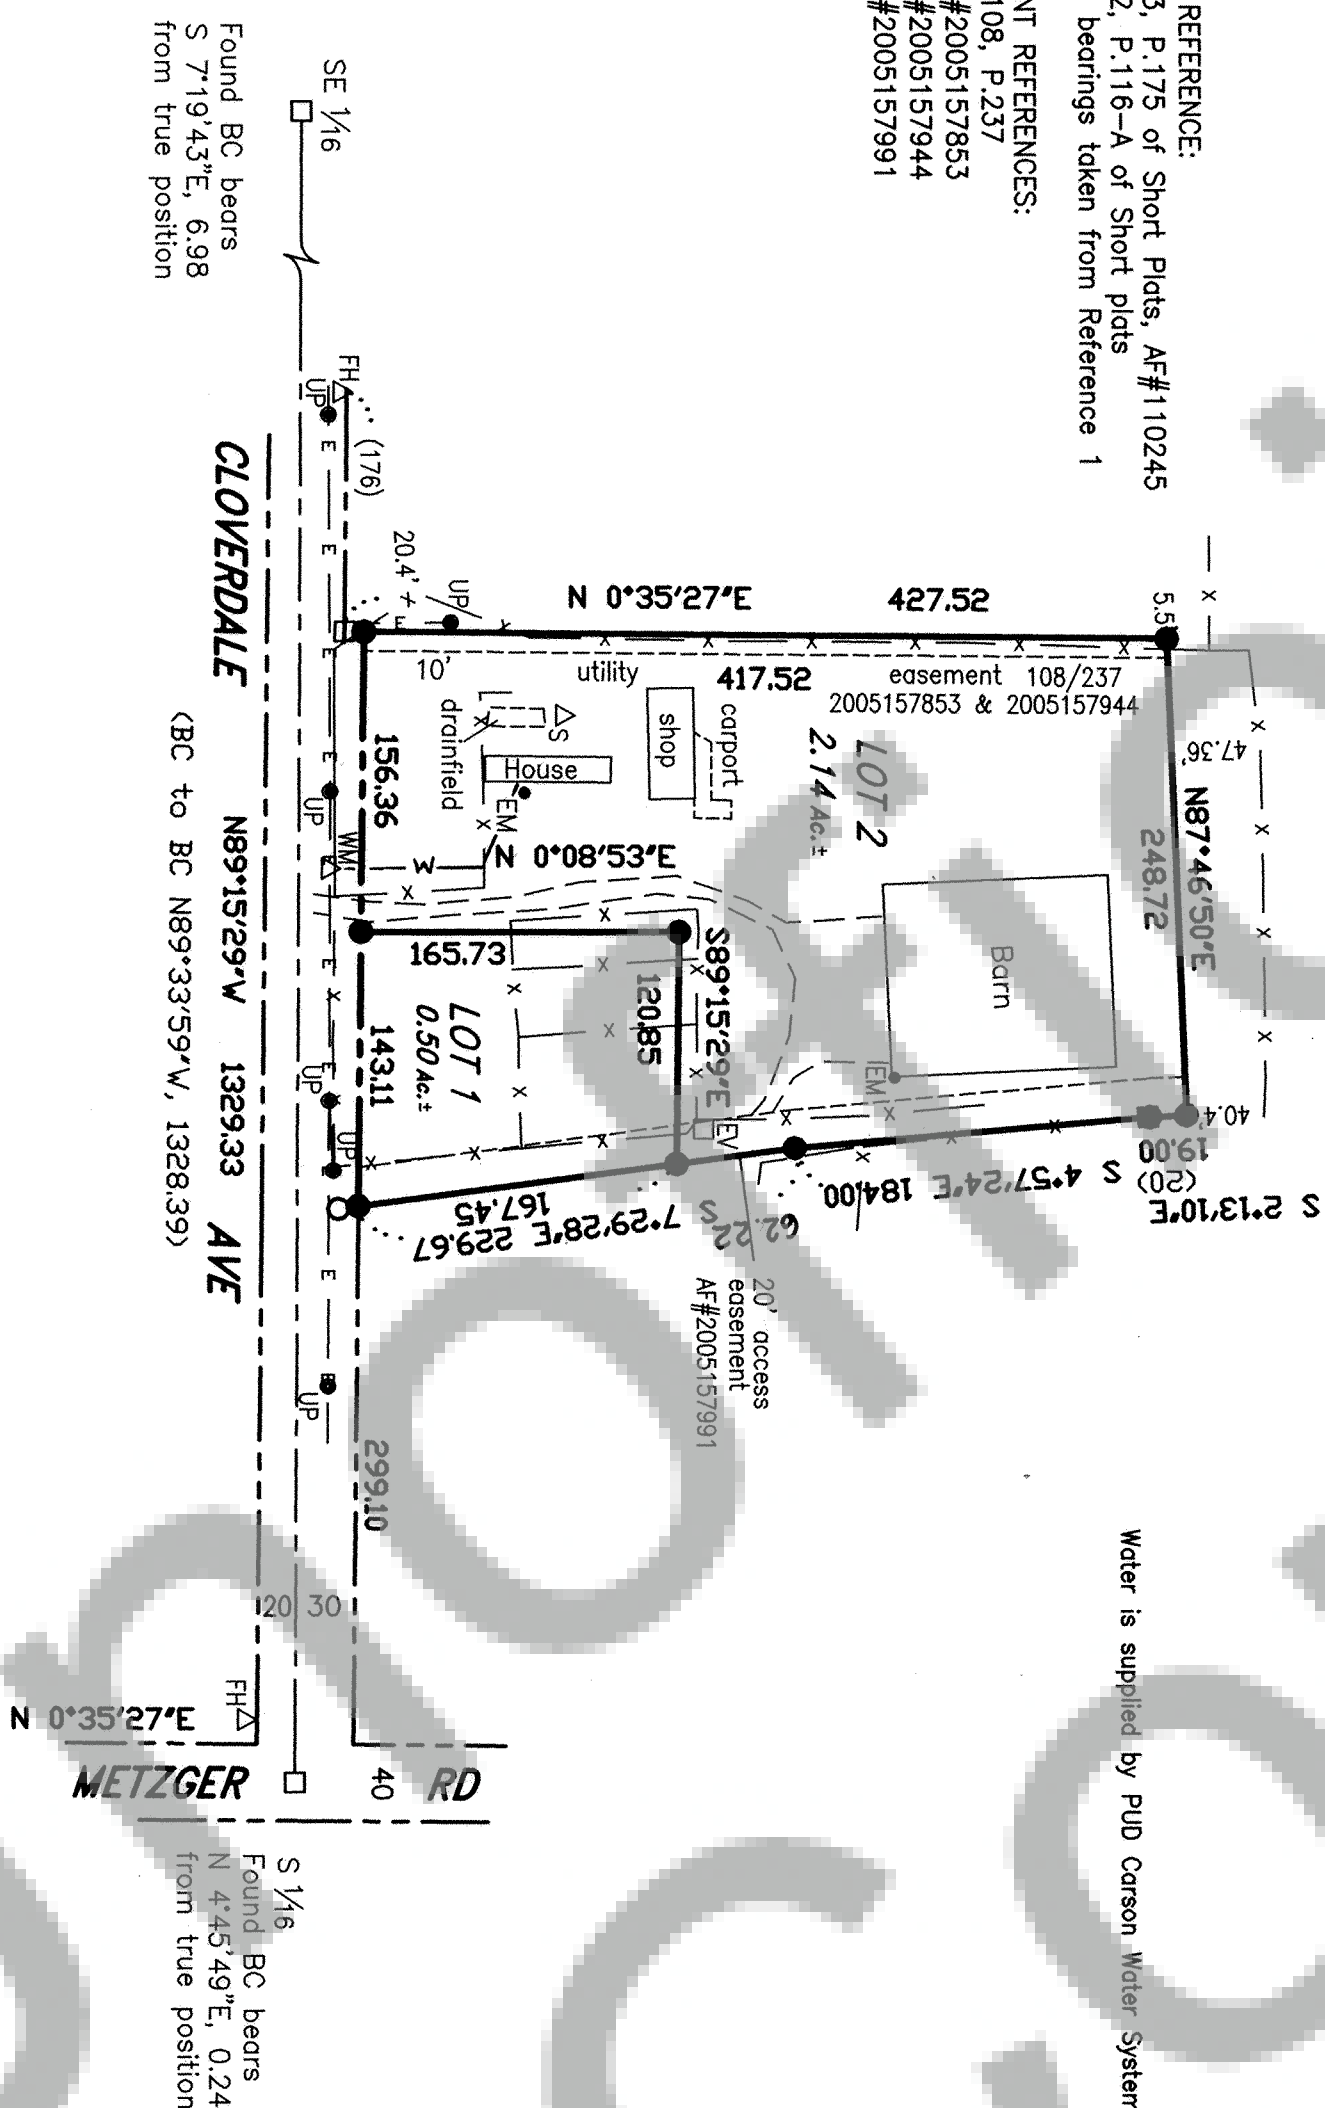 REFERENCE:
3, P.175 of Short Plats, AF#110245
2, P.116-A of Short plats
bearings taken from Reference 1
NT REFERENCES:
108, P.237
#2005157853
#2005157944
#2005157991
SE 1/16
Found BC bears
S 7°19'43"E, 6.98
from true position
FH
UP
(176)
20.4'
UP
E
N 0°35'27"E 427.52
5.5'
10' utility 417.52 easement 108/237
2005157853 & 2005157944
47.36'
N87°46'50"E
248.72
LOT 2
2.14 Ac.±
carport
shop
S
drainfield
House
EM
156.36
UP
WM
W
N 0°08'53"E
Barn
EM
165.73
S89°15'29"E
120.85
LOT 1
0.50 Ac.±
143.11
UP
UP
EV
40.4'
19.00
(20)
S 2°13'10"E
S 4°57'24"E 184.00
62.22
S 7°29'28"E 229.67
167.45
20' access
easement
AF#2005157991
CLOVERDALE N89°15'29"W 1329.33 AVE
(BC to BC N89°33'59"W, 1328.39)
UP
299.10
20 30
FH
N 0°35'27"E
METZGER RD
40
S 1/16
Found BC bears
N 4°45'49"E, 0.24
from true position
Water is supplied by PUD Carson Water System